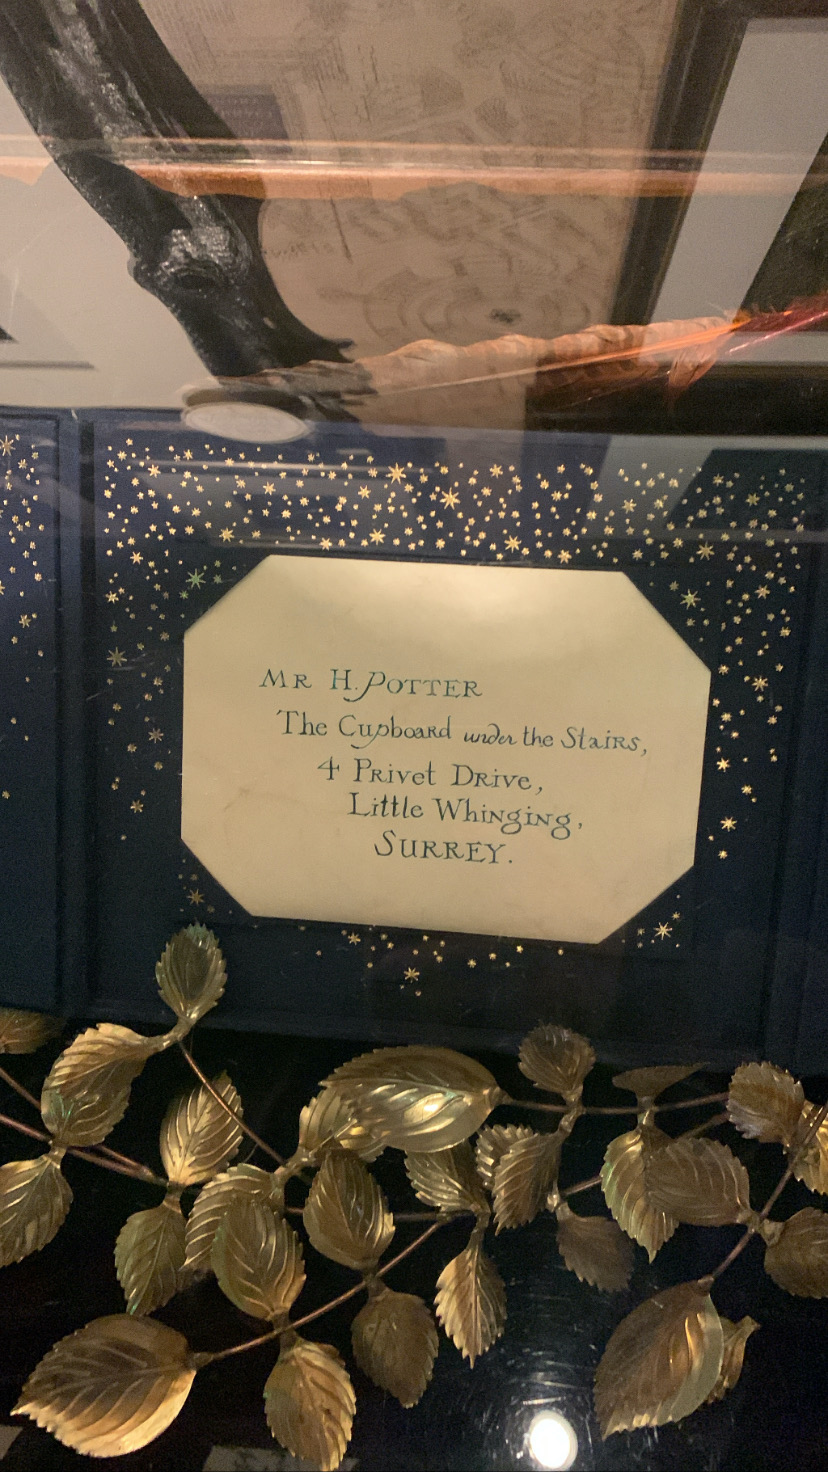 Mr H. Potter
The Cupboard under the Stairs,
4 Privet Drive,
Little Whinging,
Surrey.